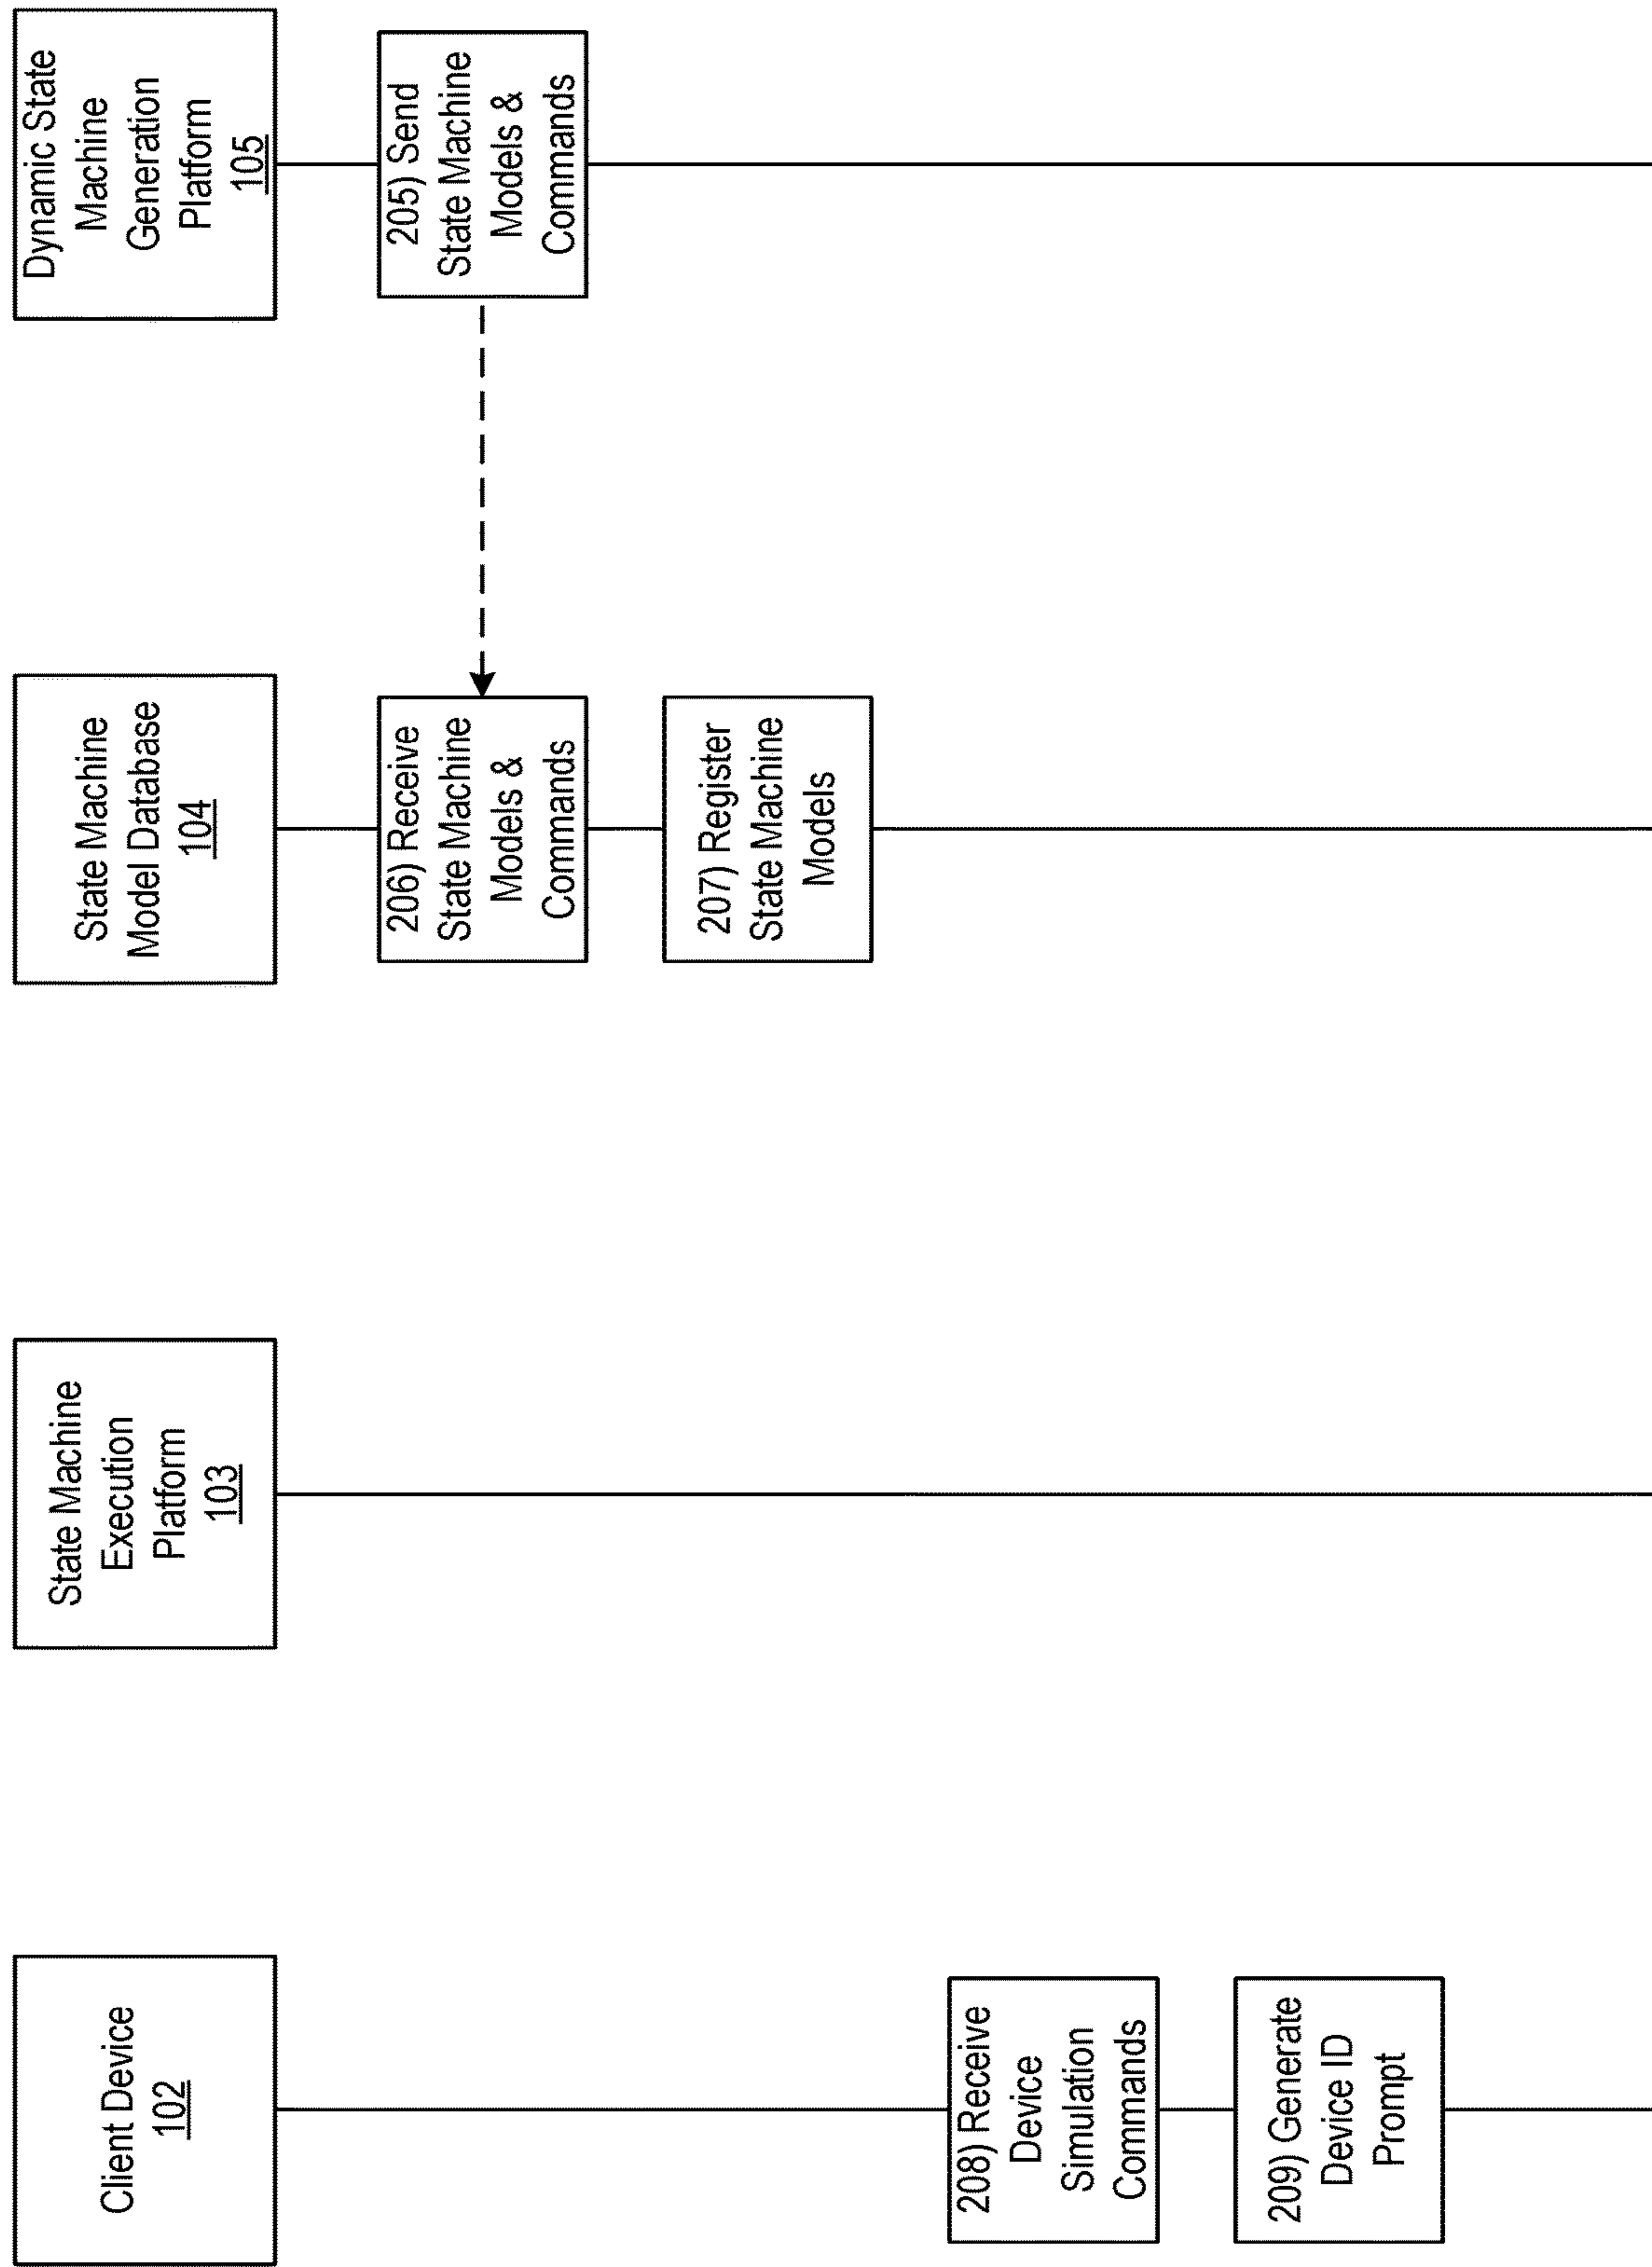 Client Device
102
State Machine
Execution
Platform
103
State Machine
Model Database
104
Dynamic State
Machine
Generation
Platform
105
205) Send
State Machine
Models &
Commands
206) Receive
State Machine
Models &
Commands
207) Register
State Machine
Models
208) Receive
Device
Simulation
Commands
209) Generate
Device ID
Prompt